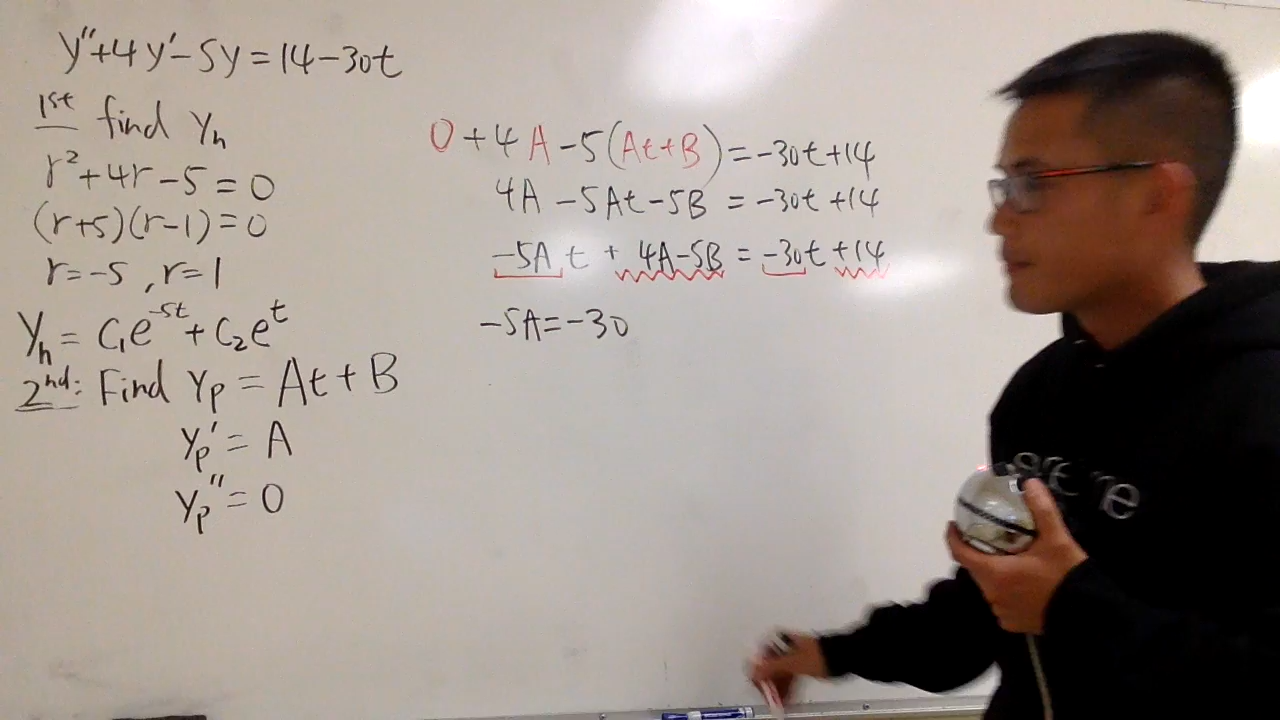 y''+4y'-5y=14-30t
1st find yₕ
r²+4r-5=0
(r+5)(r-1)=0
r=-5, r=1
yₕ=c₁e^-5t+c₂e^t
2nd: Find yₚ=At+B
yₚ'=A
yₚ''=0
0+4A-5(At+B)=-30t+14
4A-5At-5B=-30t+14
-5At+4A-5B=-30t+14
-5A=-30